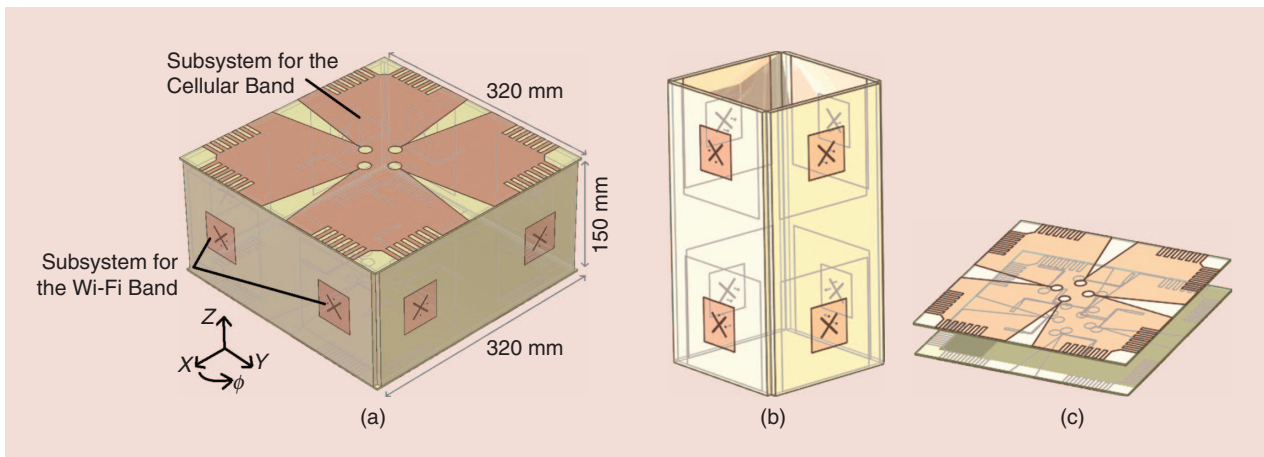 Subsystem for the
Cellular Band
320 mm
150 mm
Subsystem for
the Wi-Fi Band
320 mm
Z
X
Y
ϕ
(a)
(b)
(c)